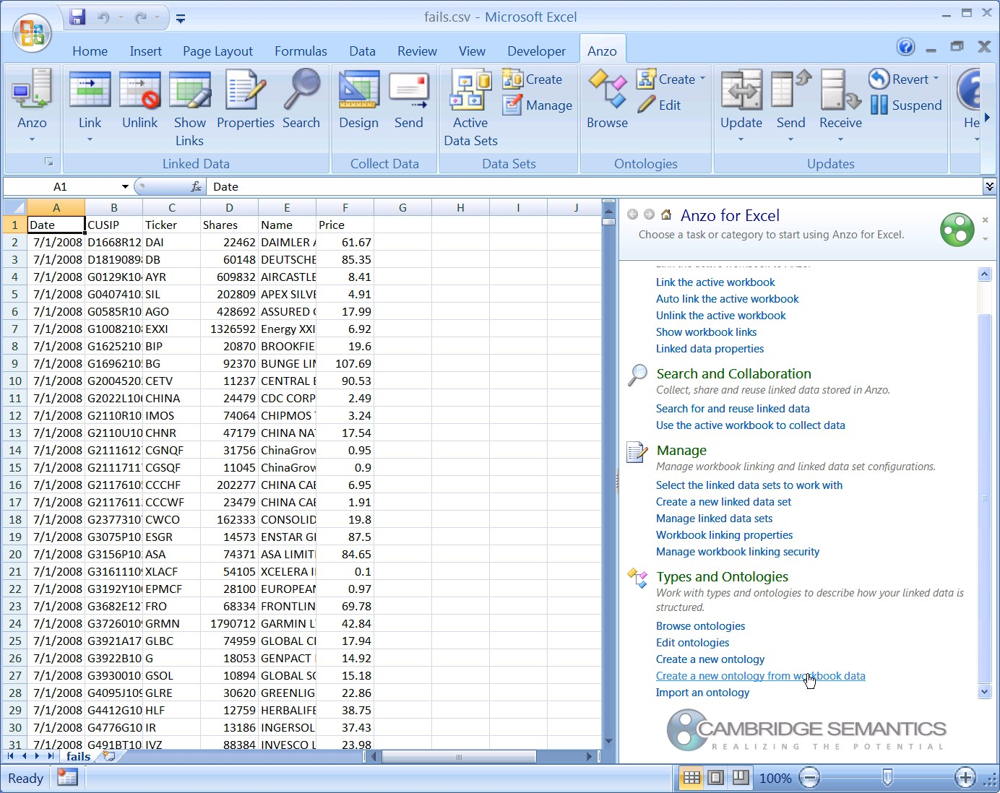 fails.csv - Microsoft Excel
Home Insert Page Layout Formulas Data Review View Developer Anzo
Anzo
Link
Unlink
Show Links
Properties
Search
Linked Data
Design
Send
Collect Data
Active Data Sets
Create
Manage
Data Sets
Browse
Create
Edit
Ontologies
Update
Send
Receive
Revert
Suspend
Updates
He
A1 fx Date
A B C D E F G H I J
1 Date CUSIP Ticker Shares Name Price
2 7/1/2008 D1668R12 DAI 22462 DAIMLER A 61.67
3 7/1/2008 D1819089 DB 60148 DEUTSCHE 85.35
4 7/1/2008 G0129K10 AYR 609832 AIRCASTLE 8.41
5 7/1/2008 G0407410 SIL 202809 APEX SILVE 4.91
6 7/1/2008 G0585R10 AGO 428692 ASSURED G 17.99
7 7/1/2008 G1008210 EXXI 1326592 Energy XXI 6.92
8 7/1/2008 G1625210 BIP 20870 BROOKFIE 19.6
9 7/1/2008 G1696210 BG 92370 BUNGE LIM 107.69
10 7/1/2008 G2004520 CETV 11237 CENTRAL E 90.53
11 7/1/2008 G2022L10 CHINA 24479 CDC CORP 2.49
12 7/1/2008 G2110R10 IMOS 74064 CHIPMOS T 3.24
13 7/1/2008 G2110U10 CHNR 47179 CHINA NA 17.54
14 7/1/2008 G2111612 CGNQF 31756 ChinaGrow 0.95
15 7/1/2008 G2111711 CGSQF 11045 ChinaGrow 0.9
16 7/1/2008 G2117610 CCCHF 202277 CHINA CAB 6.95
17 7/1/2008 G2117611 CCCWF 23479 CHINA CAB 1.91
18 7/1/2008 G2377310 CWCO 162333 CONSOLID 19.8
19 7/1/2008 G3075P10 ESGR 14573 ENSTAR G 87.5
20 7/1/2008 G3156P10 ASA 74371 ASA LIMIT 84.65
21 7/1/2008 G3161110 XLACF 54105 XCELERA I 0.1
22 7/1/2008 G3192Y10 EPMCF 28100 EUROPEAN 0.97
23 7/1/2008 G3682E12 FRO 68334 FRONTLIN 69.78
24 7/1/2008 G3726010 GRMN 1790712 GARMIN L 42.84
25 7/1/2008 G3921A17 GLBC 74959 GLOBAL C 17.94
26 7/1/2008 G3922B10 G 18053 GENPACT 14.92
27 7/1/2008 G3930010 GSOL 10894 GLOBAL SO 15.18
28 7/1/2008 G4095J10 GLRE 30620 GREENLIG 22.86
29 7/1/2008 G4412G10 HLF 12759 HERBALIFE 38.75
30 7/1/2008 G4776G10 IR 13186 INGERSOL 37.43
31 7/1/2008 G491BT10 IVZ 88384 INVESCO L 23.98
fails
Ready
100%
Anzo for Excel
Choose a task or category to start using Anzo for Excel.
Link the active workbook
Auto link the active workbook
Unlink the active workbook
Show workbook links
Linked data properties
Search and Collaboration
Collect, share and reuse linked data stored in Anzo.
Search for and reuse linked data
Use the active workbook to collect data
Manage
Manage workbook linking and linked data set configurations.
Select the linked data sets to work with
Create a new linked data set
Manage linked data sets
Workbook linking properties
Manage workbook linking security
Types and Ontologies
Work with types and ontologies to describe how your linked data is
structured.
Browse ontologies
Edit ontologies
Create a new ontology
Create a new ontology from workbook data
Import an ontology
CAMBRIDGE SEMANTICS
REALIZING THE POTENTIAL